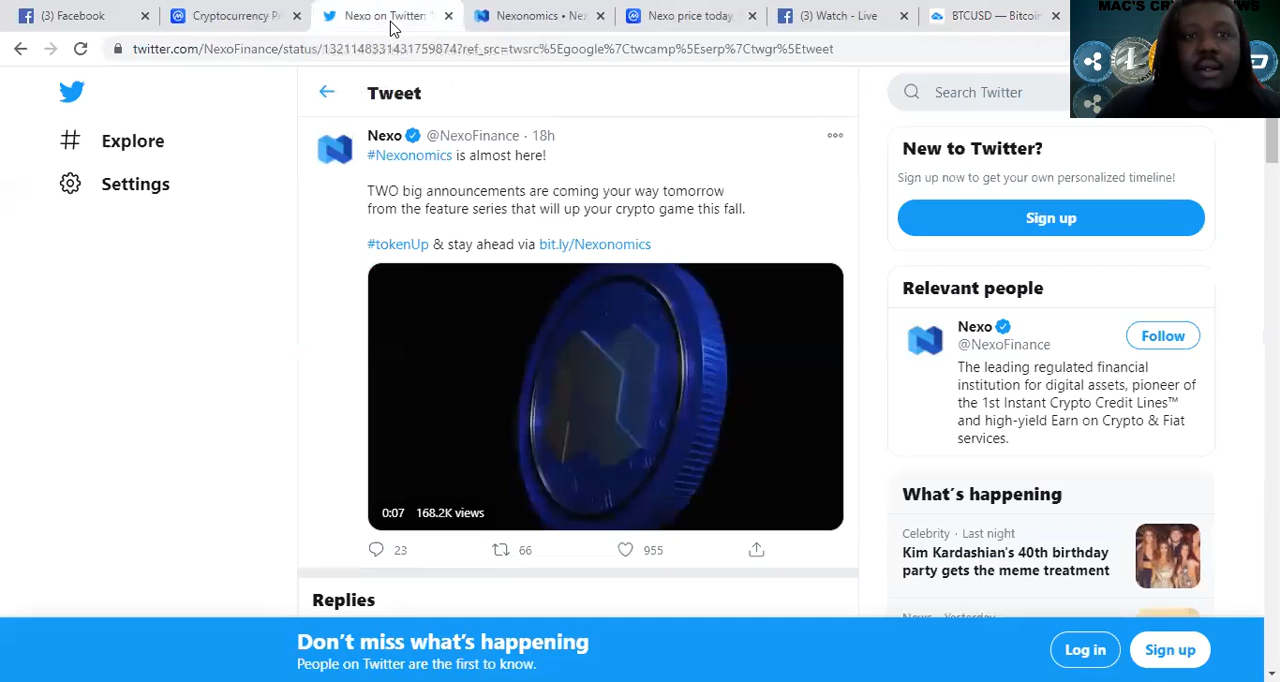 (3) Facebook
Cryptocurrency P
Nexo on Twitter: "
Nexonomics • Ne
Nexo price today,
(3) Watch - Live
BTCUSD — Bitcoin
twitter.com/NexoFinance/status/1321148331431759874?ref_src=twsrc%5Egoogle%7Ctwcamp%5Eserp%7Ctwgr%5Etweet
Explore
Settings
Tweet
Nexo @NexoFinance · 18h
#Nexonomics is almost here!
TWO big announcements are coming your way tomorrow
from the feature series that will up your crypto game this fall.
#tokenUp & stay ahead via bit.ly/Nexonomics
0:07 168.2K views
23 66 955
Replies
Search Twitter
New to Twitter?
Sign up now to get your own personalized timeline!
Sign up
Relevant people
Nexo
@NexoFinance
Follow
The leading regulated financial
institution for digital assets, pioneer of
the 1st Instant Crypto Credit Lines™
and high-yield Earn on Crypto & Fiat
services.
What's happening
Celebrity · Last night
Kim Kardashian's 40th birthday
party gets the meme treatment
Don't miss what's happening
People on Twitter are the first to know.
Log in
Sign up
MAC'S